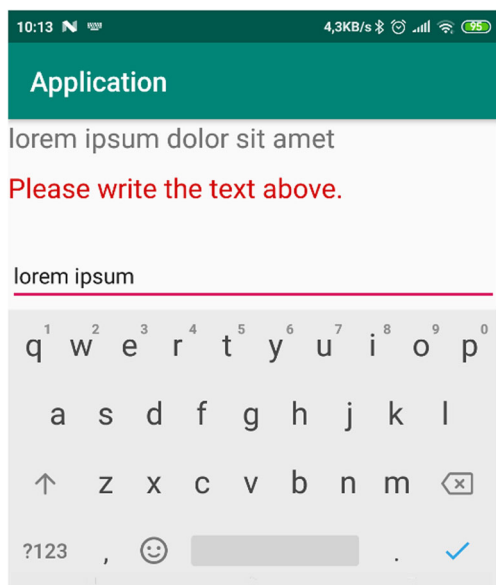 10:13 4,3KB/s 95
Application
lorem ipsum dolor sit amet
Please write the text above.
lorem ipsum
1 2 3 4 5 6 7 8 9 0
q w e r t y u i o p
a s d f g h j k l
z x c v b n m
?123 , .